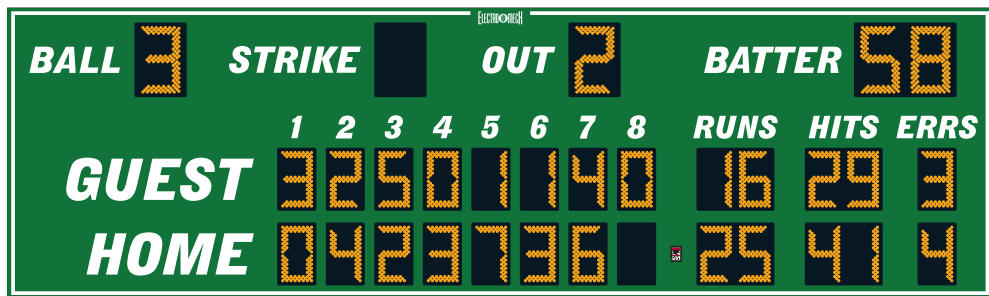 ELECTRO-MECH
BALL 3 STRIKE OUT 2 BATTER 58
1 2 3 4 5 6 7 8 RUNS HITS ERRS
GUEST 3 2 5 0 1 1 4 0 16 29 3
HOME 0 4 2 3 7 3 6 25 41 4